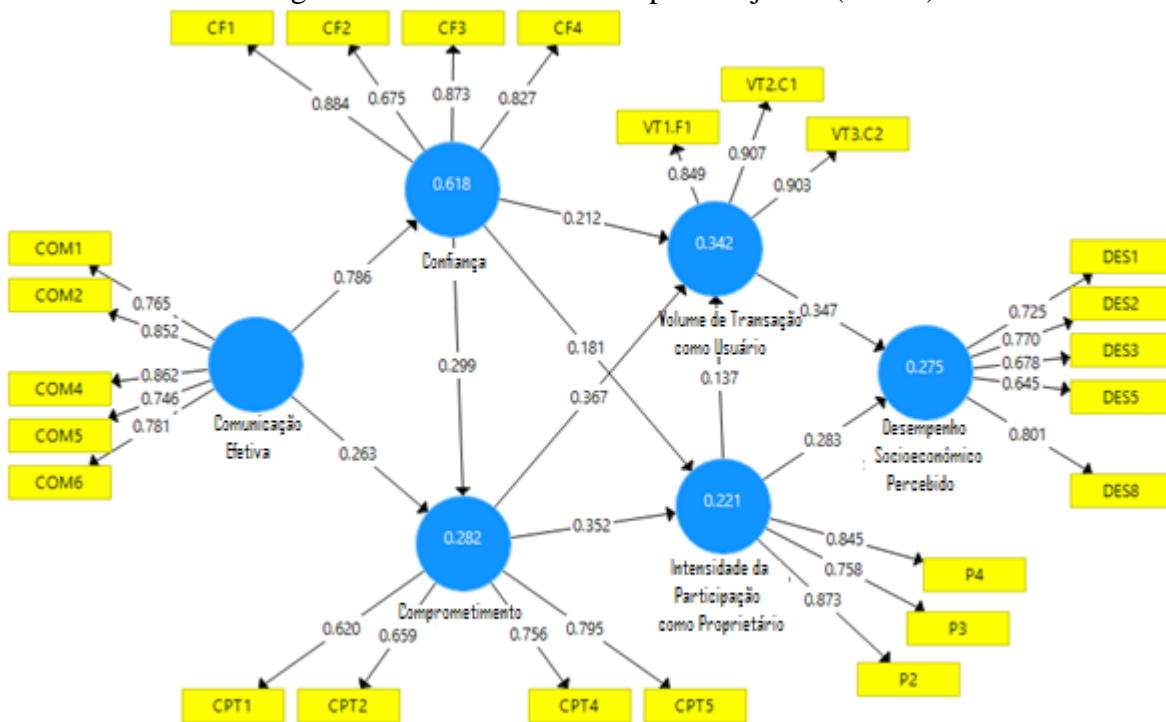 CF1
CF2
CF3
CF4
0.884
0.675
0.873
0.827
VT2.C1
VT1.F1
VT3.C2
0.849
0.907
0.903
0.618
Confiança
0.212
0.342
Volume de Transação
como Usuário
COM1
COM2
COM4
COM5
COM6
0.765
0.852
0.862
0.746
0.781
Comunicação
Efetiva
0.786
0.263
0.299
0.181
0.367
0.137
0.347
0.283
DES1
DES2
DES3
DES5
DES8
0.725
0.770
0.678
0.645
0.801
0.275
Desempenho
Socioeconômico
Percebido
0.282
Comprometimento
0.352
0.221
Intensidade da
Participação
como Proprietário
0.845
0.758
0.873
P4
P3
P2
0.620
0.659
0.756
0.795
CPT1
CPT2
CPT4
CPT5